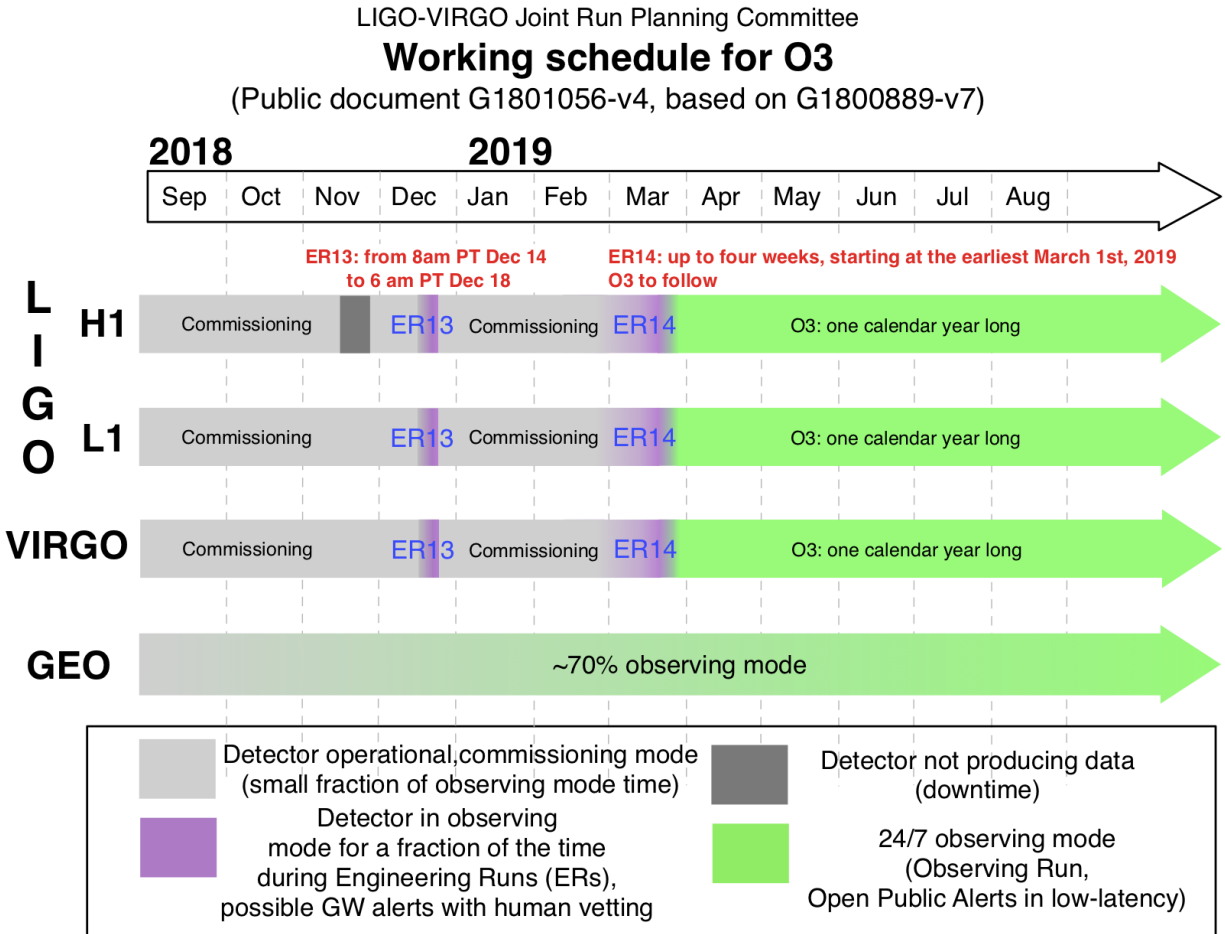 LIGO-VIRGO Joint Run Planning Committee
Working schedule for O3
(Public document G1801056-v4, based on G1800889-v7)
2018 2019
Sep Oct Nov Dec Jan Feb Mar Apr May Jun Jul Aug
ER13: from 8am PT Dec 14
to 6 am PT Dec 18
ER14: up to four weeks, starting at the earliest March 1st, 2019
O3 to follow
LIGO
H1 Commissioning ER13 Commissioning ER14 O3: one calendar year long
L1 Commissioning ER13 Commissioning ER14 O3: one calendar year long
VIRGO Commissioning ER13 Commissioning ER14 O3: one calendar year long
GEO ~70% observing mode
Detector operational,commissioning mode
(small fraction of observing mode time)
Detector not producing data
(downtime)
Detector in observing
mode for a fraction of the time
during Engineering Runs (ERs),
possible GW alerts with human vetting
24/7 observing mode
(Observing Run,
Open Public Alerts in low-latency)